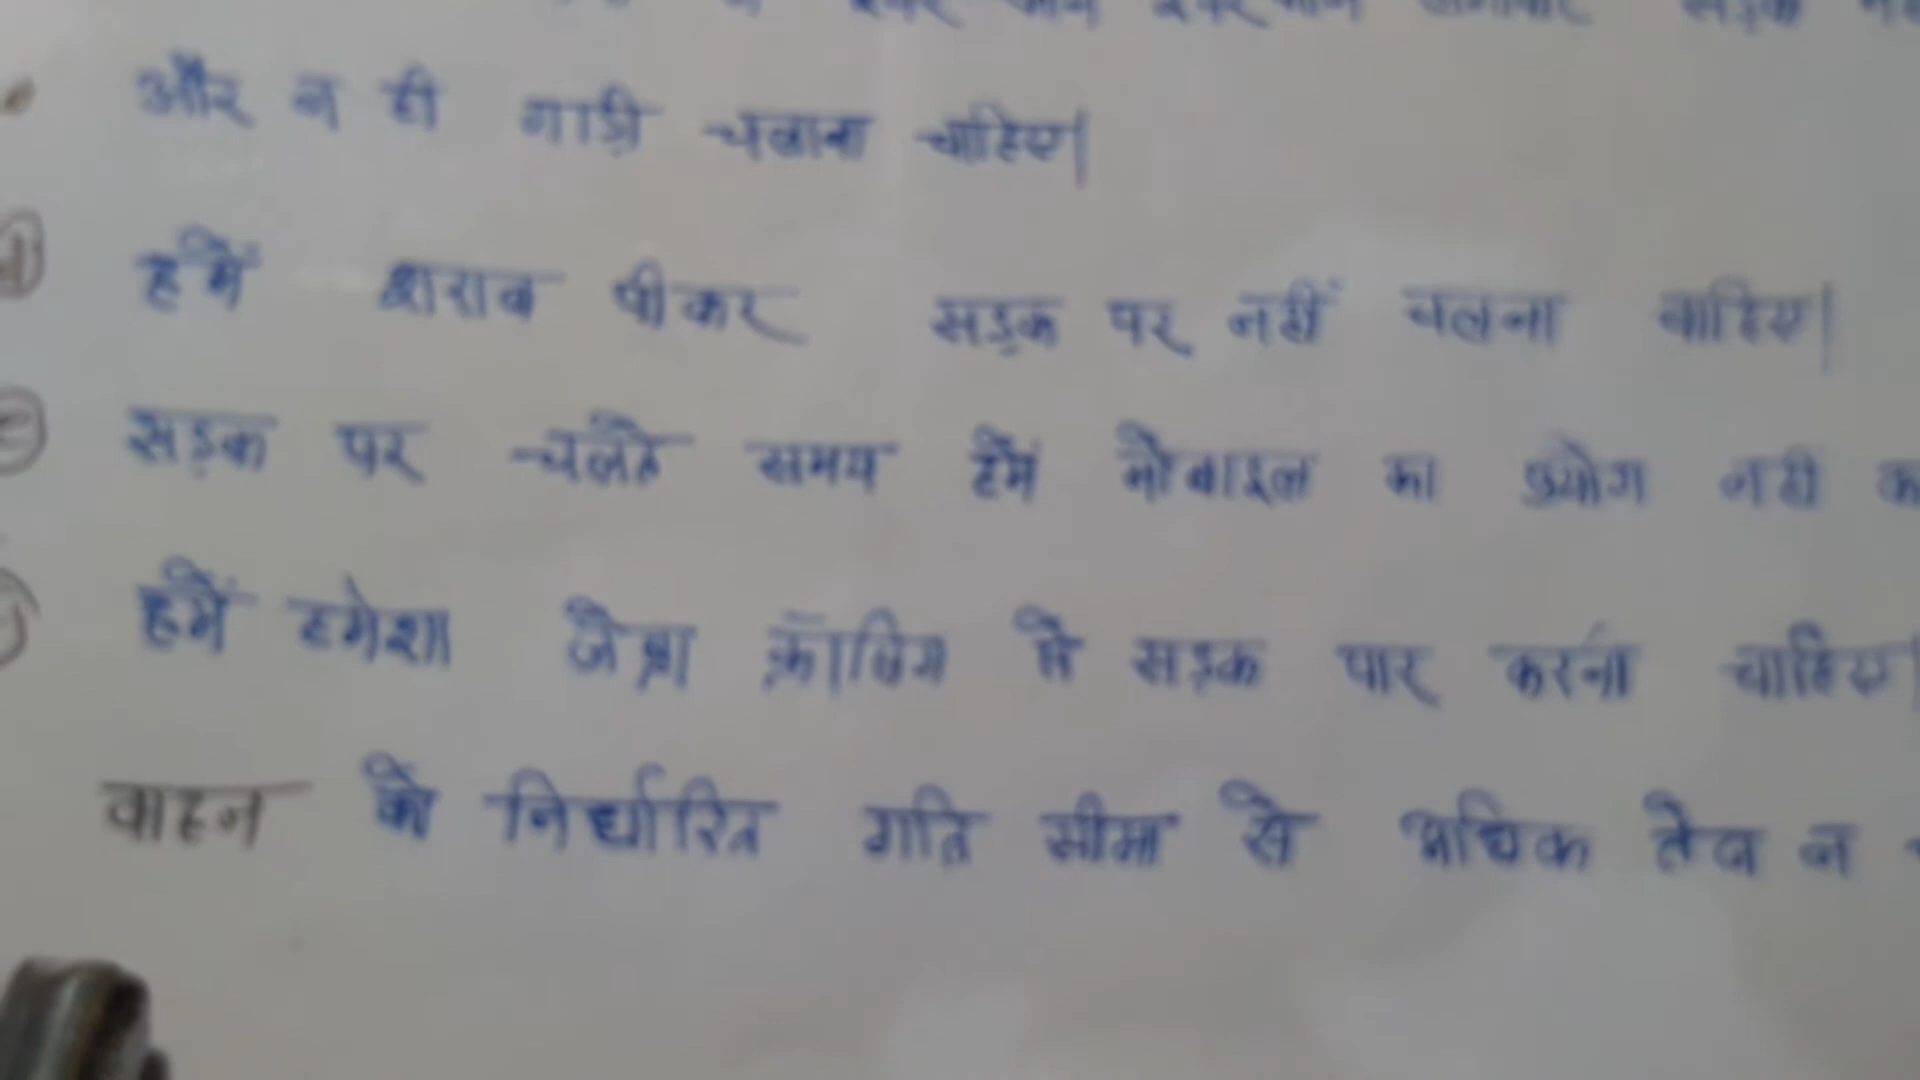 और न ही गाड़ी चलाना चाहिए|
हमें शराब पीकर सड़क पर नहीं चलना चाहिए|
सड़क पर चलते समय हमें मोबाइल का प्रयोग नही
हमें हमेशा जेब्रा क्रॉसिंग से सड़क पार करना चाहिए|
वाहन को निर्धारित गति सीमा से अधिक तेज न